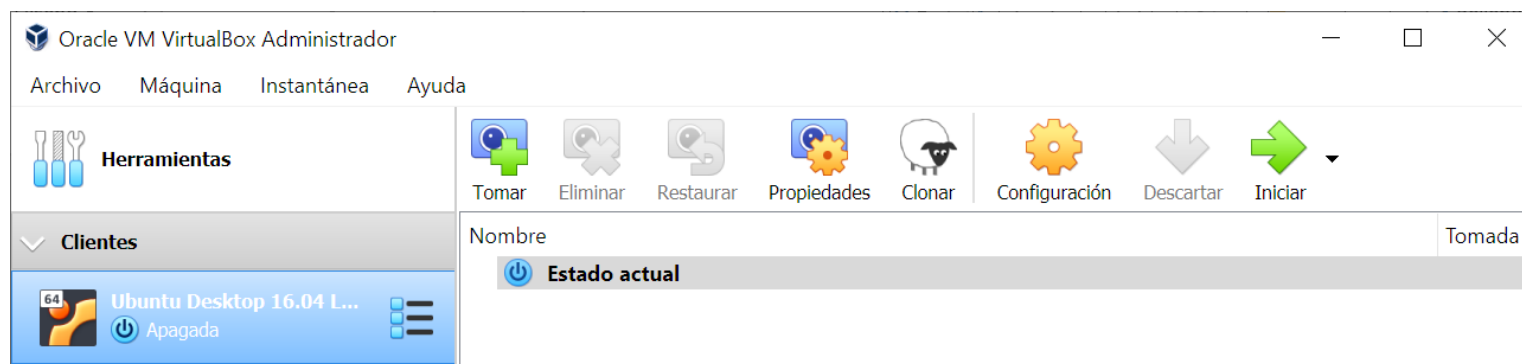 Oracle VM VirtualBox Administrador
Archivo Máquina Instantánea Ayuda
Herramientas
Tomar Eliminar Restaurar Propiedades Clonar Configuración Descartar Iniciar
Clientes
Nombre Tomada
Estado actual
64 Ubuntu Desktop 16.04 L...
Apagada